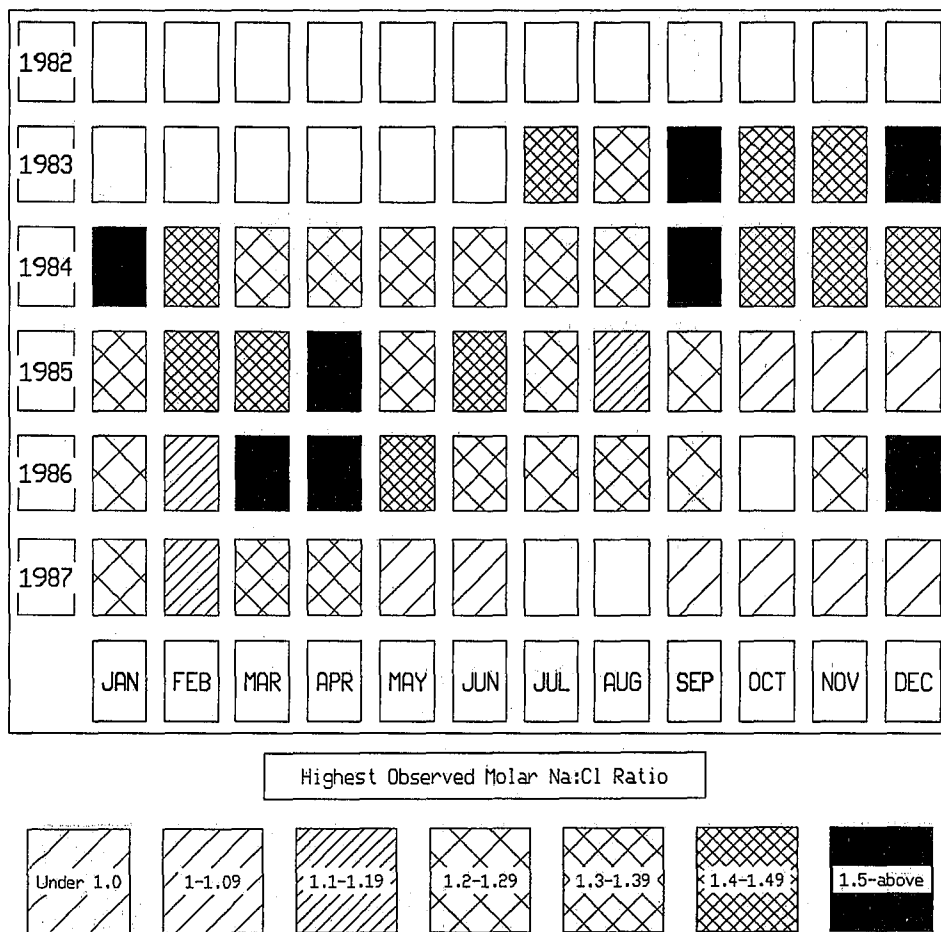 1982
1983
1984
1985
1986
1987
JAN FEB MAR APR MAY JUN JUL AUG SEP OCT NOV DEC
Highest Observed Molar Na:Cl Ratio
Under 1.0 1-1.09 1.1-1.19 1.2-1.29 1.3-1.39 1.4-1.49 1.5-above